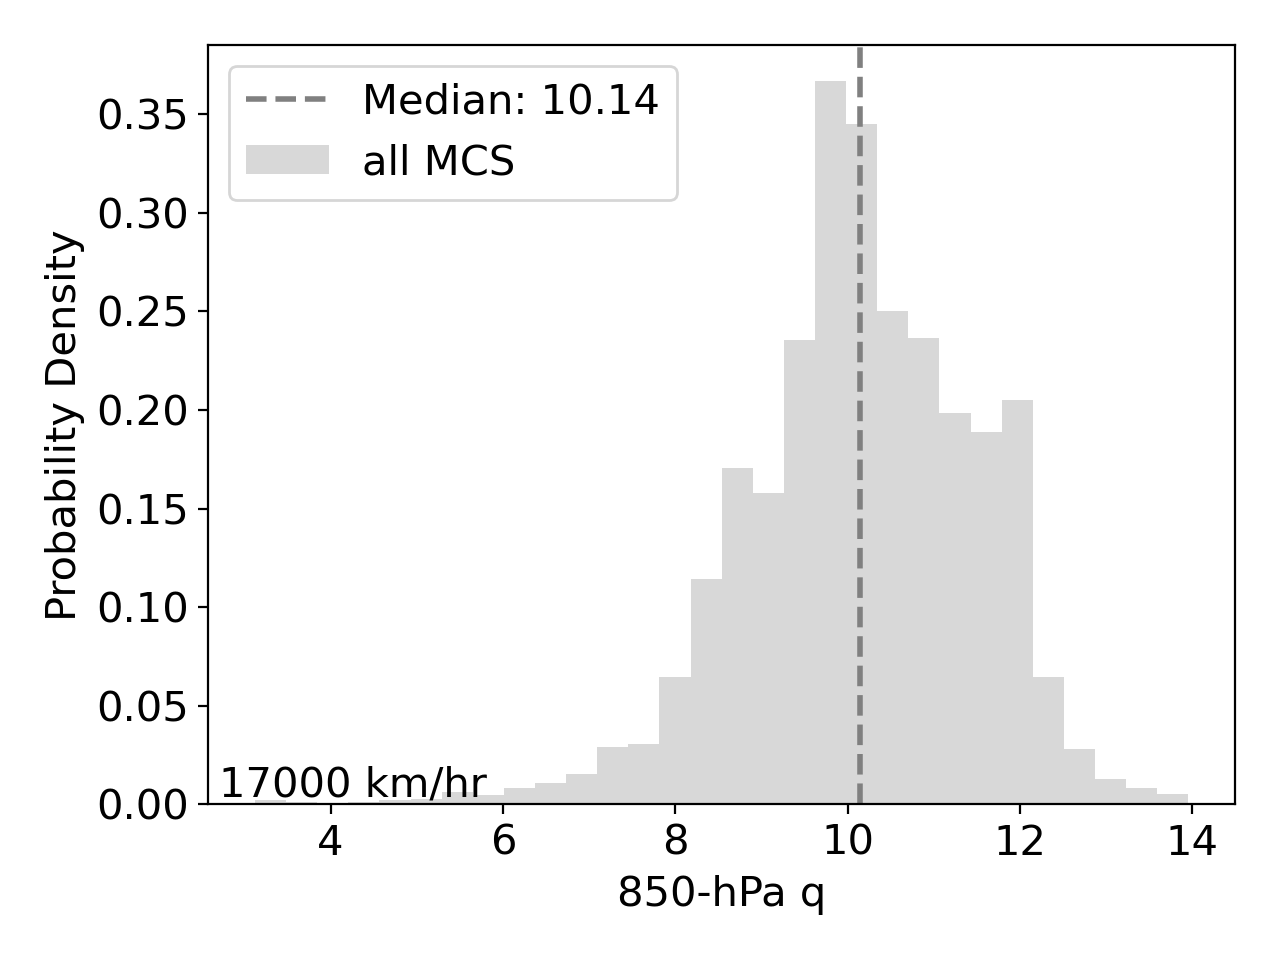 Median: 10.14
all MCS
0.35
0.30
0.25
0.20
0.15
0.10
0.05
0.00
Probability Density
17000 km/hr
4 6 8 10 12 14
850-hPa q